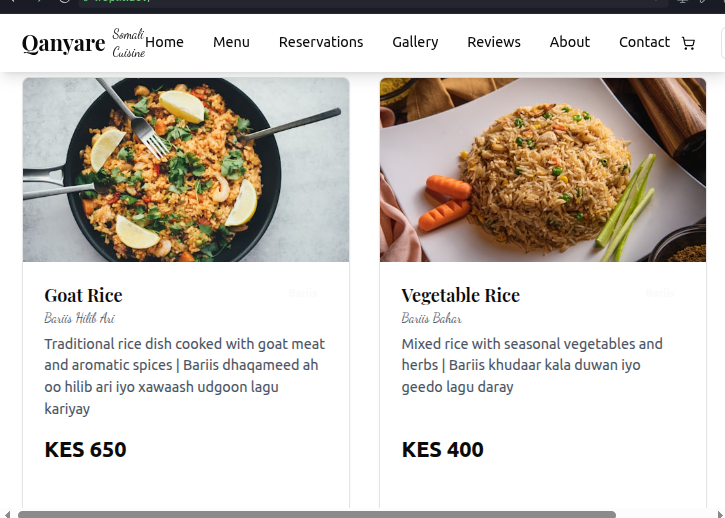 Qanyare Somali Cuisine Home Menu Reservations Gallery Reviews About Contact
Goat Rice Bariis
Bariis Hilib Ari
Traditional rice dish cooked with goat meat
and aromatic spices | Bariis dhaqameed ah
oo hilib ari iyo xawaash udgoon lagu
kariyay
KES 650
Vegetable Rice Bariis
Bariis Bahar
Mixed rice with seasonal vegetables and
herbs | Bariis khudaar kala duwan iyo
geedo lagu daray
KES 400